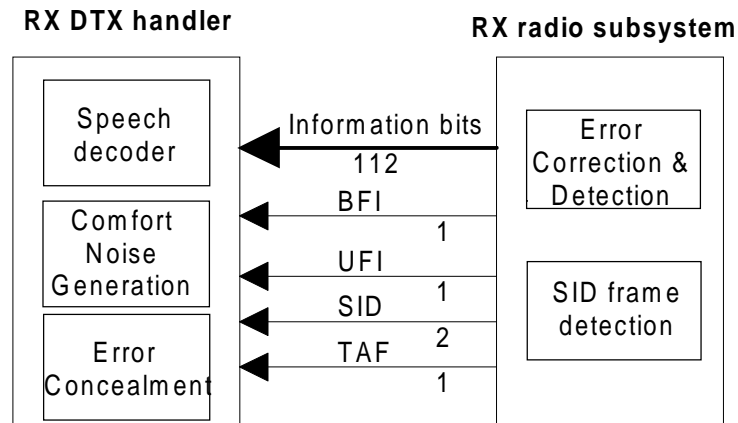 RX DTX handler
RX radio subsystem
Speech
decoder
Comfort
Noise
Generation
Error
Concealment
Information bits
112
BFI
1
UFI
1
SID
2
TAF
1
Error
Correction &
Detection
SID frame
detection